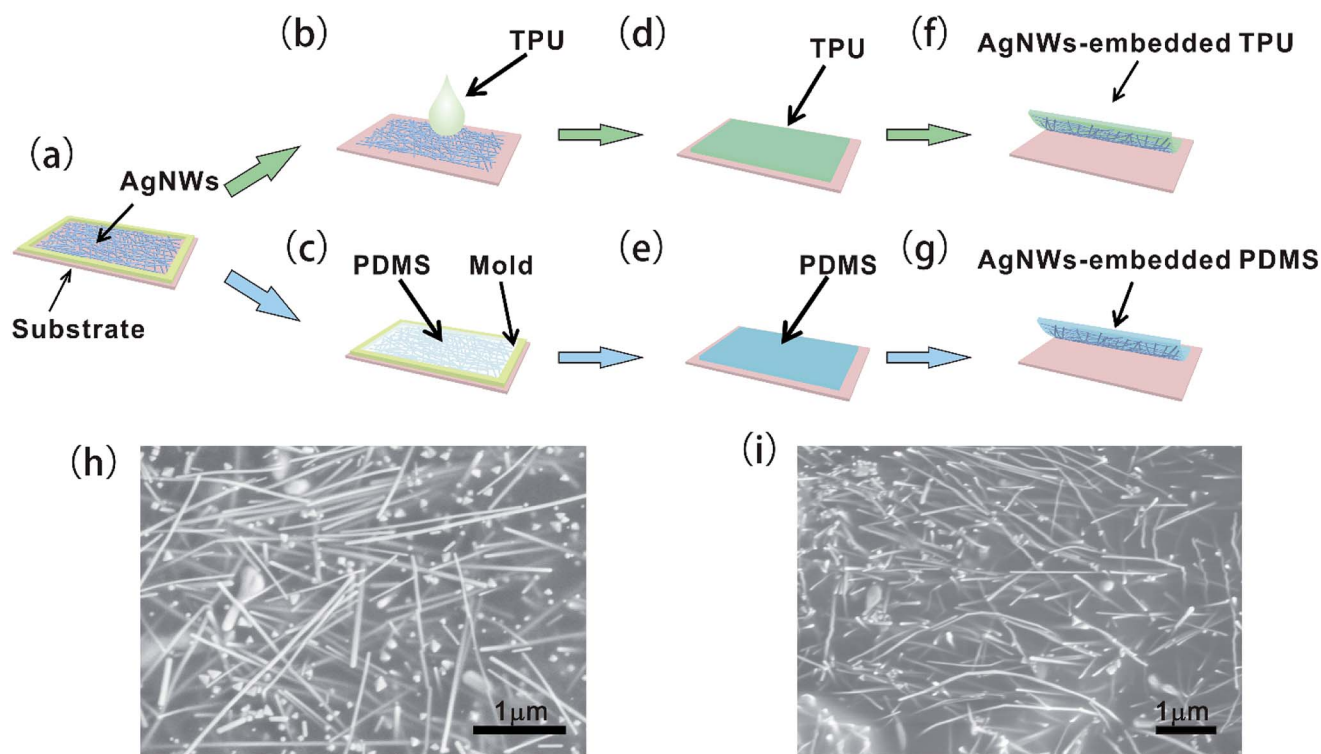 (a)
AgNWs
Substrate
(b)
TPU
(d)
TPU
(f)
AgNWs-embedded TPU
(c)
PDMS
Mold
(e)
PDMS
(g)
AgNWs-embedded PDMS
(h)
1μm
(i)
1μm